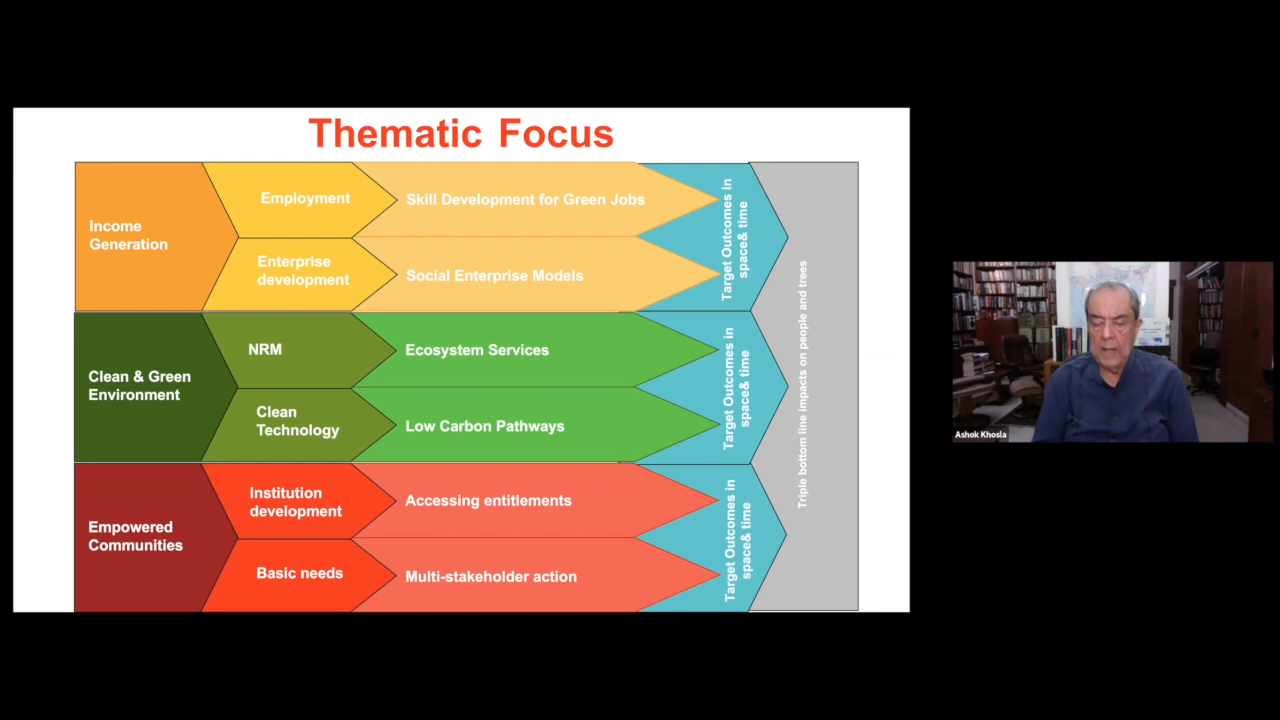 Thematic Focus
Income
Generation
Employment
Skill Development for Green Jobs
Enterprise
development
Social Enterprise Models
Target Outcomes in
space& time
Clean & Green
Environment
NRM
Ecosystem Services
Clean
Technology
Low Carbon Pathways
Target Outcomes in
space& time
Empowered
Communities
Institution
development
Accessing entitlements
Basic needs
Multi-stakeholder action
Target Outcomes in
space& time
Triple bottom line impacts on people and trees
Ashok Khosla